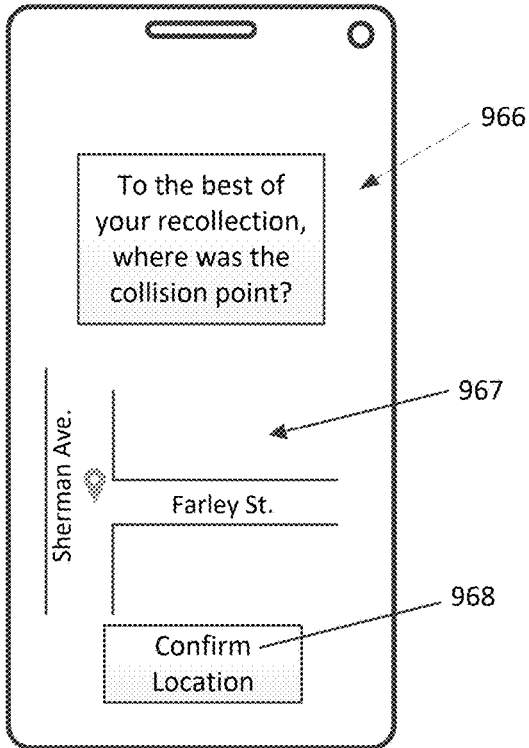 966
To the best of
your recollection,
where was the
collision point?
967
Sherman Ave.
Farley St.
968
Confirm
Location